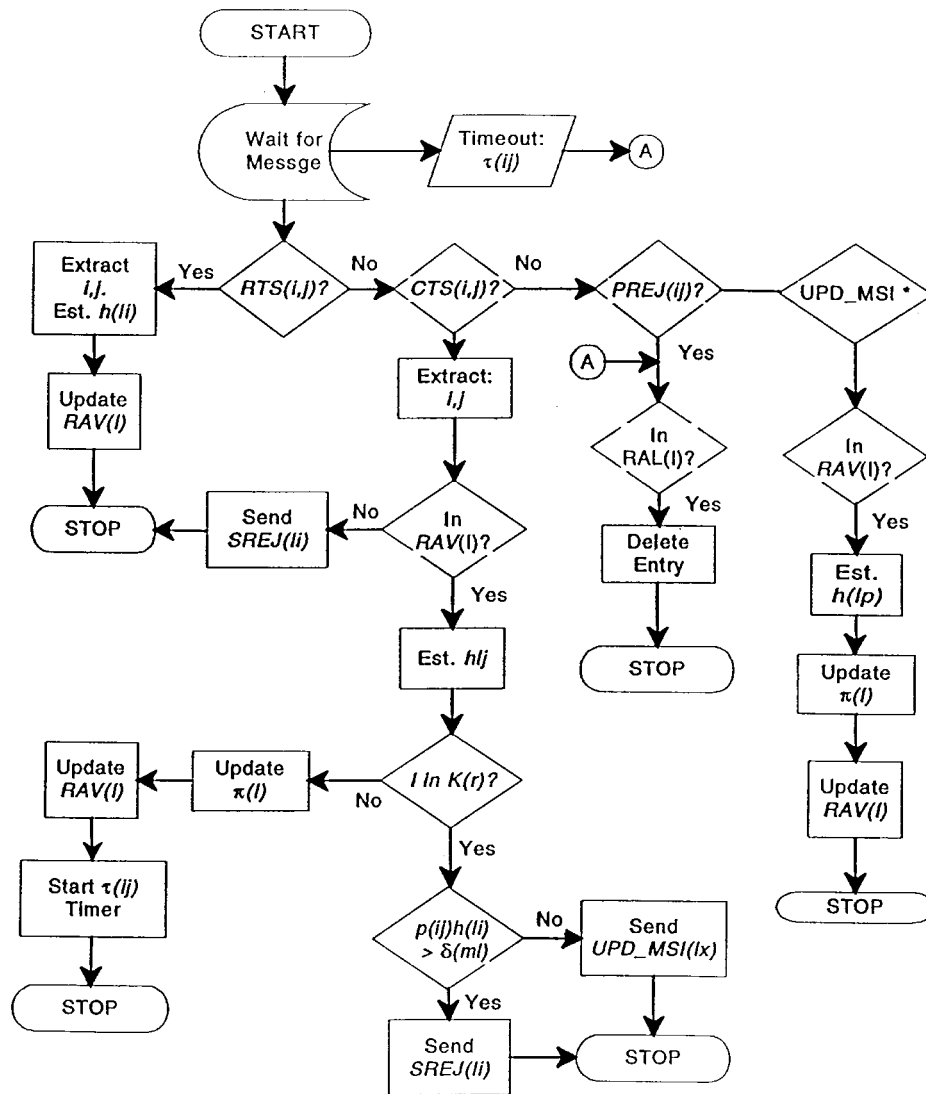 START
Wait for
Messge
Timeout:
τ(ij)
A
Extract
i,j.
Est. h(li)
Yes
RTS(i,j)?
No
CTS(i,j)?
No
PREJ(ij)?
UPD_MSI *
Update
RAV(l)
STOP
Extract:
i,j
A
Yes
In
RAL(l)?
Yes
Delete
Entry
STOP
In
RAV(l)?
Yes
Est.
h(lp)
Update
π(l)
Update
RAV(l)
STOP
Send
SREJ(li)
No
In
RAV(l)?
Yes
Est. hlj
Update
RAV(l)
Update
π(l)
No
l in K(r)?
Yes
Start τ(ij)
Timer
STOP
p(ij)h(li)
> δ(ml)
No
Send
UPD_MSI(lx)
Yes
Send
SREJ(li)
STOP